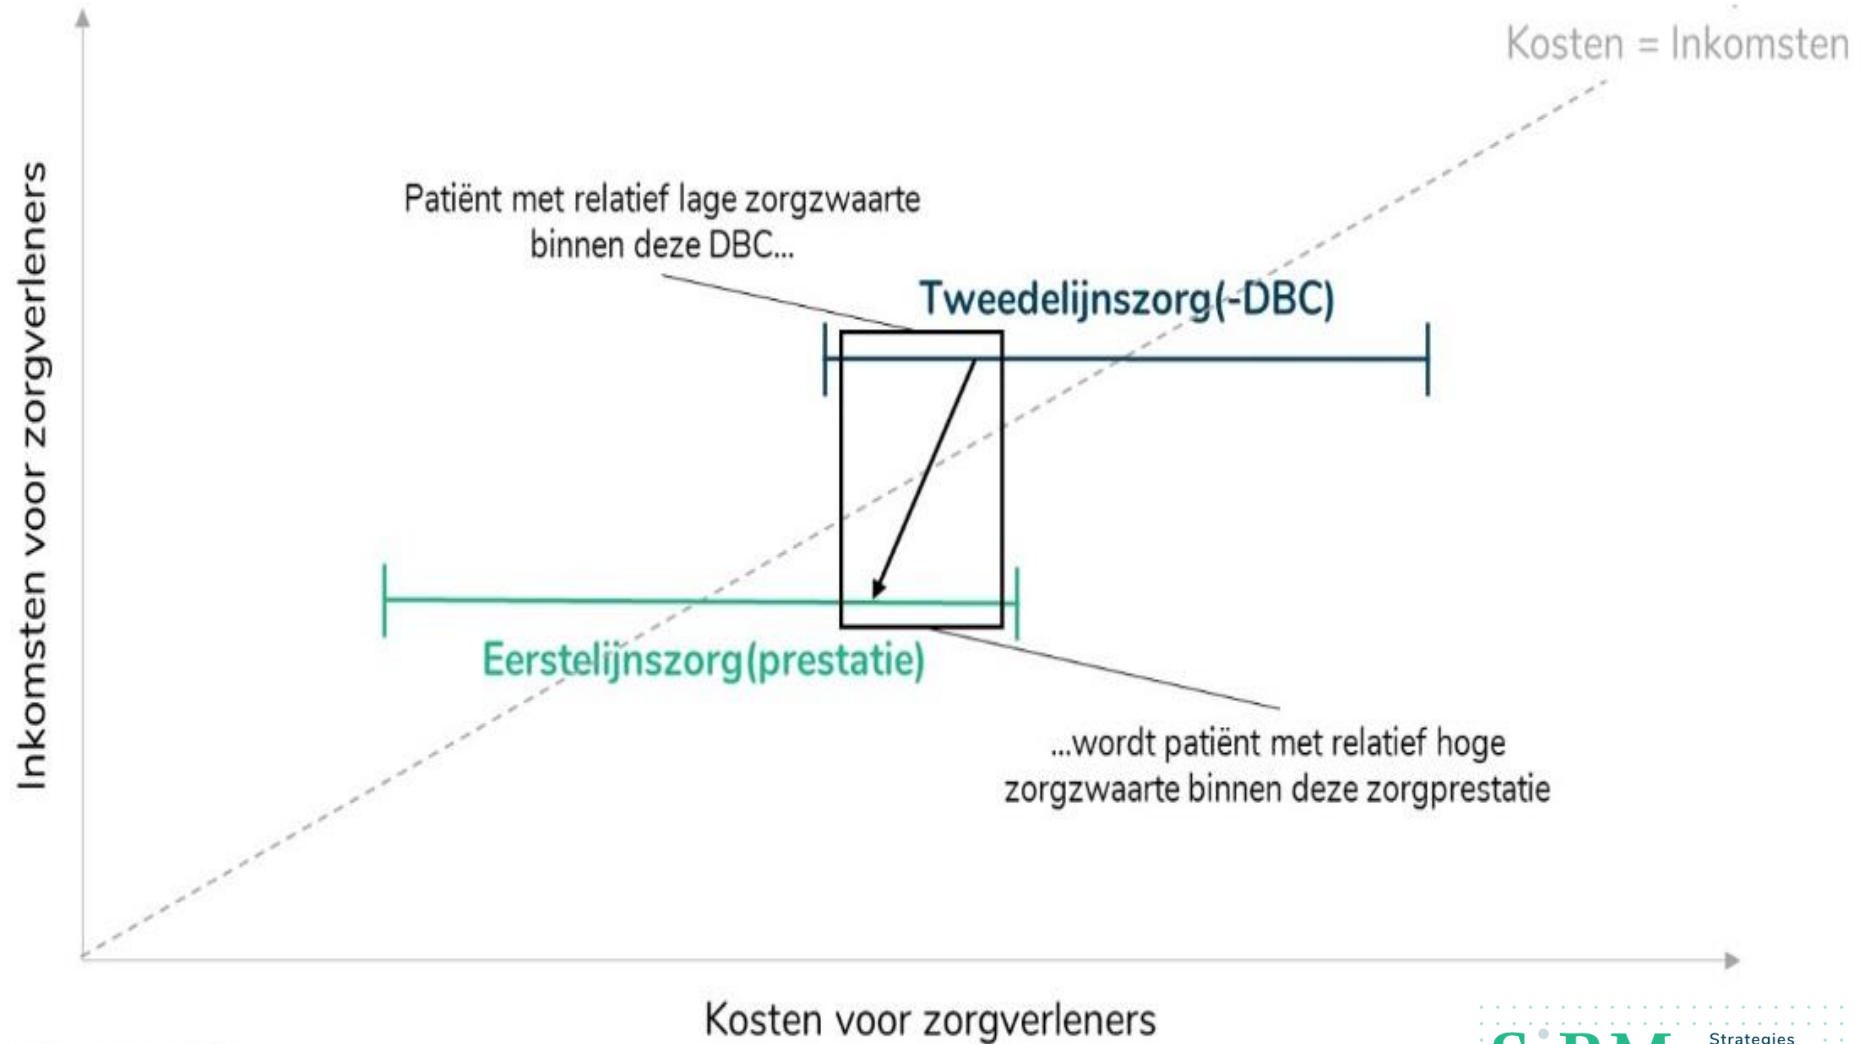 Kosten = Inkomsten
Patiënt met relatief lage zorgzwaarte
binnen deze DBC...
Tweedelijnszorg(-DBC)
Inkomsten voor zorgverleners
Eerstelijnszorg(prestatie)
...wordt patiënt met relatief hoge
zorgzwaarte binnen deze zorgprestatie
Kosten voor zorgverleners
SiRM
Strategies